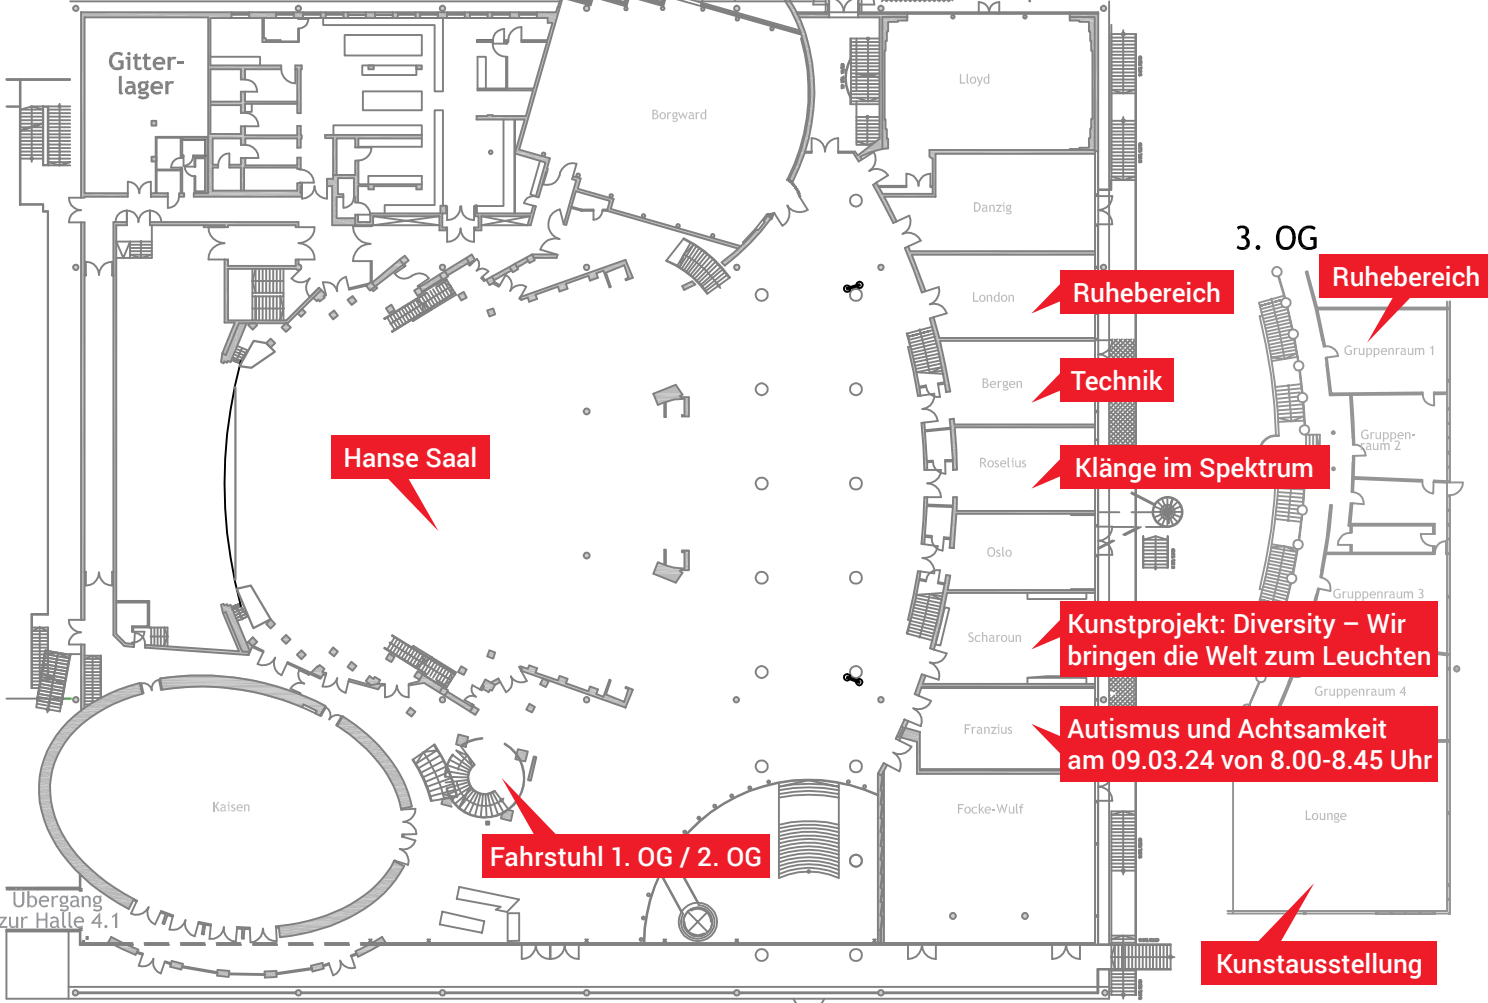 Gitter-
lager
Borgward
Lloyd
Danzig
3. OG
Ruhebereich
London
Ruhebereich
Gruppenraum 1
Bergen
Technik
Gruppen-
raum 2
Hanse Saal
Roselius
Klänge im Spektrum
Oslo
Gruppenraum 3
Scharoun
Kunstprojekt: Diversity – Wir
bringen die Welt zum Leuchten
Gruppenraum 4
Franzius
Autismus und Achtsamkeit
am 09.03.24 von 8.00-8.45 Uhr
Kaisen
Focke-Wulf
Lounge
Fahrstuhl 1. OG / 2. OG
Übergang
zur Halle 4.1
Kunstausstellung